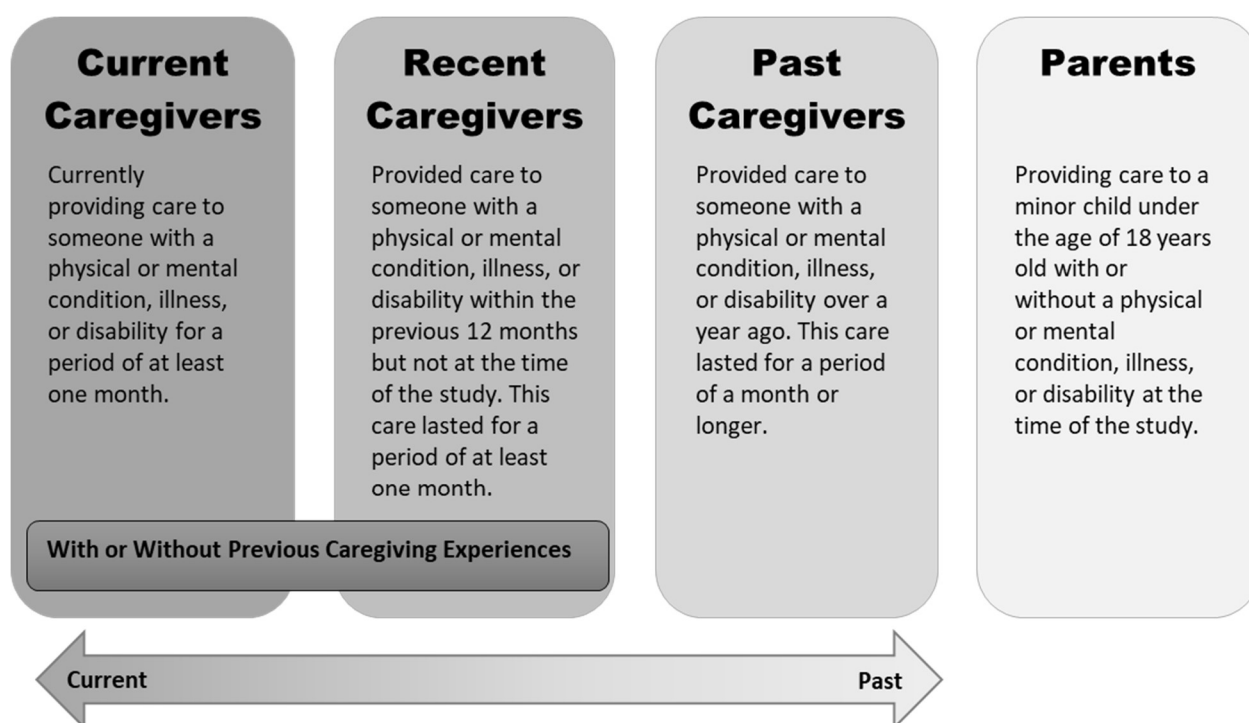 Current
Caregivers
Currently
providing care to
someone with a
physical or mental
condition, illness,
or disability for a
period of at least
one month.
Recent
Caregivers
Provided care to
someone with a
physical or mental
condition, illness, or
disability within the
previous 12 months
but not at the time
of the study. This
care lasted for a
period of at least
one month.
Past
Caregivers
Provided care to
someone with a
physical or mental
condition, illness,
or disability over a
year ago. This care
lasted for a period
of a month or
longer.
Parents
Providing care to a
minor child under
the age of 18 years
old with or
without a physical
or mental
condition, illness,
or disability at the
time of the study.
With or Without Previous Caregiving Experiences
Current
Past